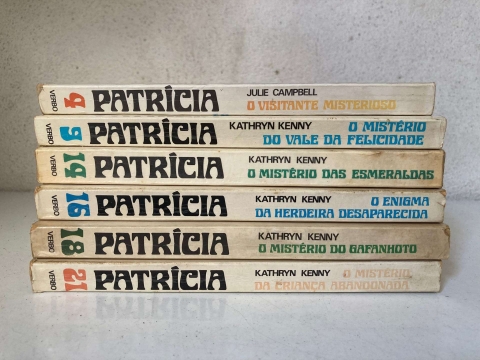 VERBO 4 PATRÍCIA JULIE CAMPBELL
O VISITANTE MISTERIOSO
VERBO 9 PATRÍCIA KATHRYN KENNY O MISTÉRIO
DO VALE DA FELICIDADE
VERBO 14 PATRÍCIA KATHRYN KENNY
O MISTÉRIO DAS ESMERALDAS
VERBO 16 PATRÍCIA KATHRYN KENNY O ENIGMA
DA HERDEIRA DESAPARECIDA
VERBO 18 PATRÍCIA KATHRYN KENNY
O MISTÉRIO DO GAFANHOTO
VERBO 21 PATRÍCIA KATHRYN KENNY O MISTÉRIO
DA CRIANÇA ABANDONADA